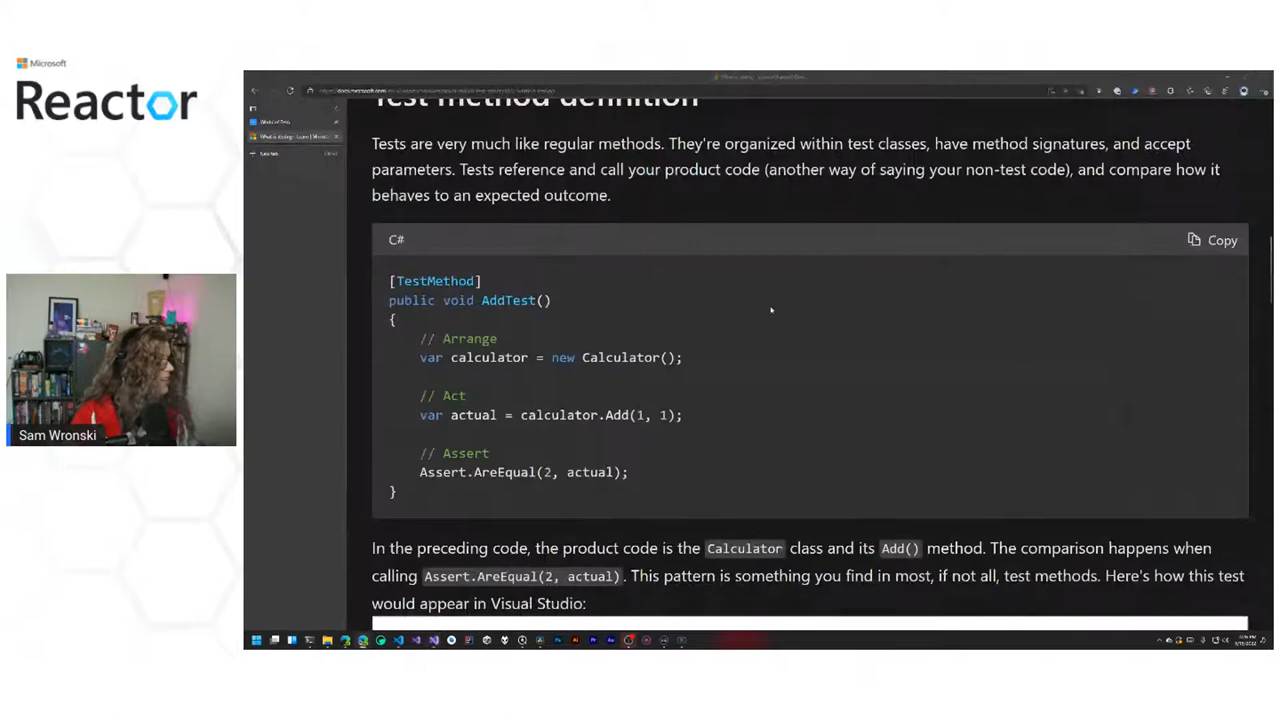 Microsoft
Reactor
Test method definition
Tests are very much like regular methods. They're organized within test classes, have method signatures, and accept
parameters. Tests reference and call your product code (another way of saying your non-test code), and compare how it
behaves to an expected outcome.
C#
Copy
[TestMethod]
public void AddTest()
{
// Arrange
var calculator = new Calculator();
// Act
var actual = calculator.Add(1, 1);
// Assert
Assert.AreEqual(2, actual);
}
In the preceding code, the product code is the Calculator class and its Add() method. The comparison happens when
calling Assert.AreEqual(2, actual). This pattern is something you find in most, if not all, test methods. Here's how this test
would appear in Visual Studio:
Sam Wronski